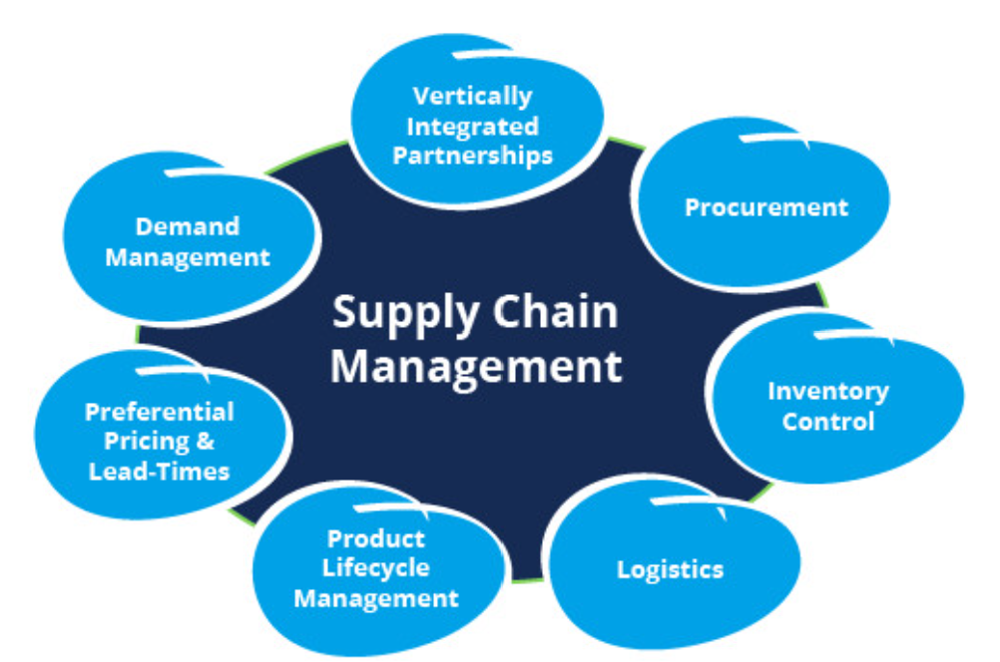 Vertically
Integrated
Partnerships
Procurement
Demand
Management
Supply Chain
Management
Inventory
Control
Preferential
Pricing &
Lead-Times
Product
Lifecycle
Management
Logistics